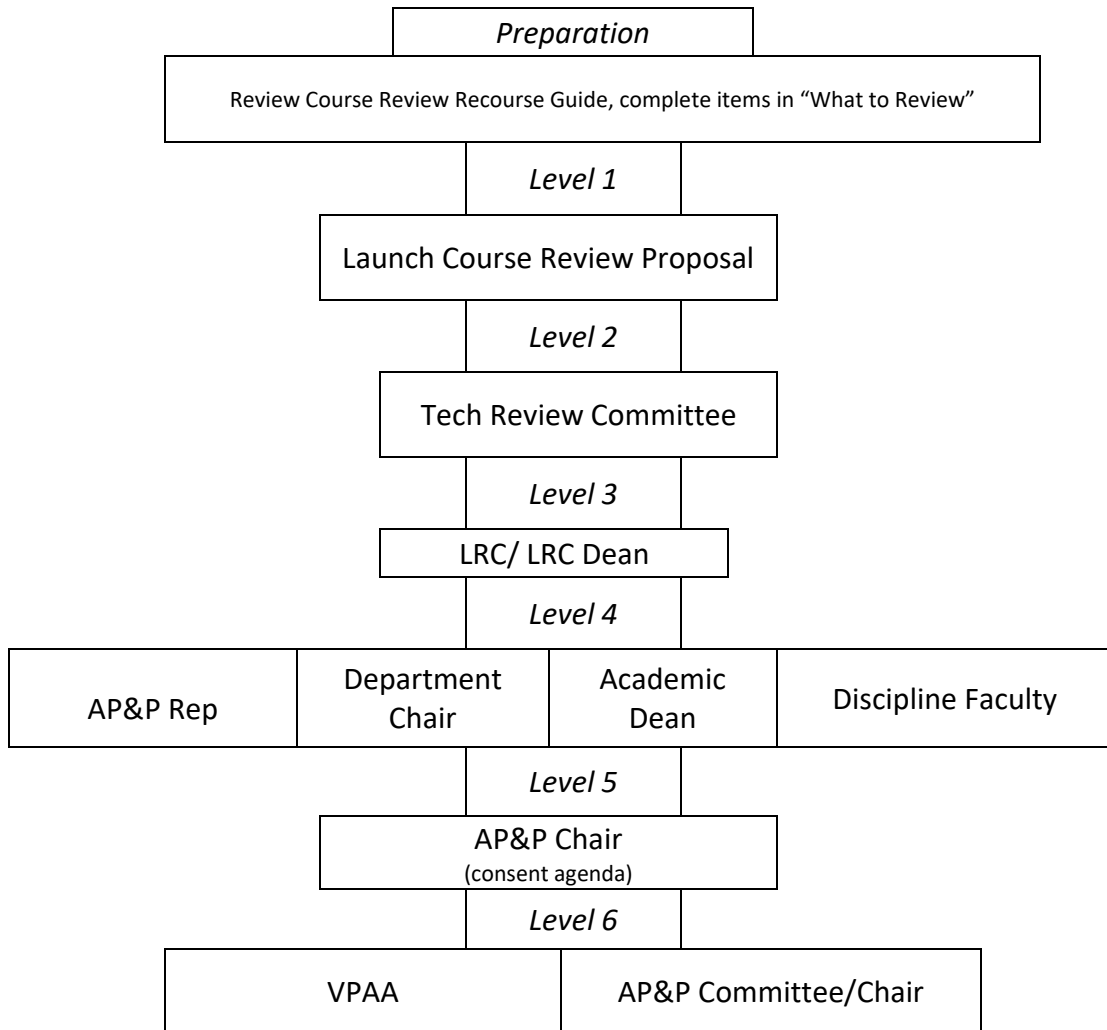 Preparation
Review Course Review Recourse Guide, complete items in “What to Review”
Level 1
Launch Course Review Proposal
Level 2
Tech Review Committee
Level 3
LRC/ LRC Dean
Level 4
AP&P Rep
Department
Chair
Academic
Dean
Discipline Faculty
Level 5
AP&P Chair
(consent agenda)
Level 6
VPAA
AP&P Committee/Chair